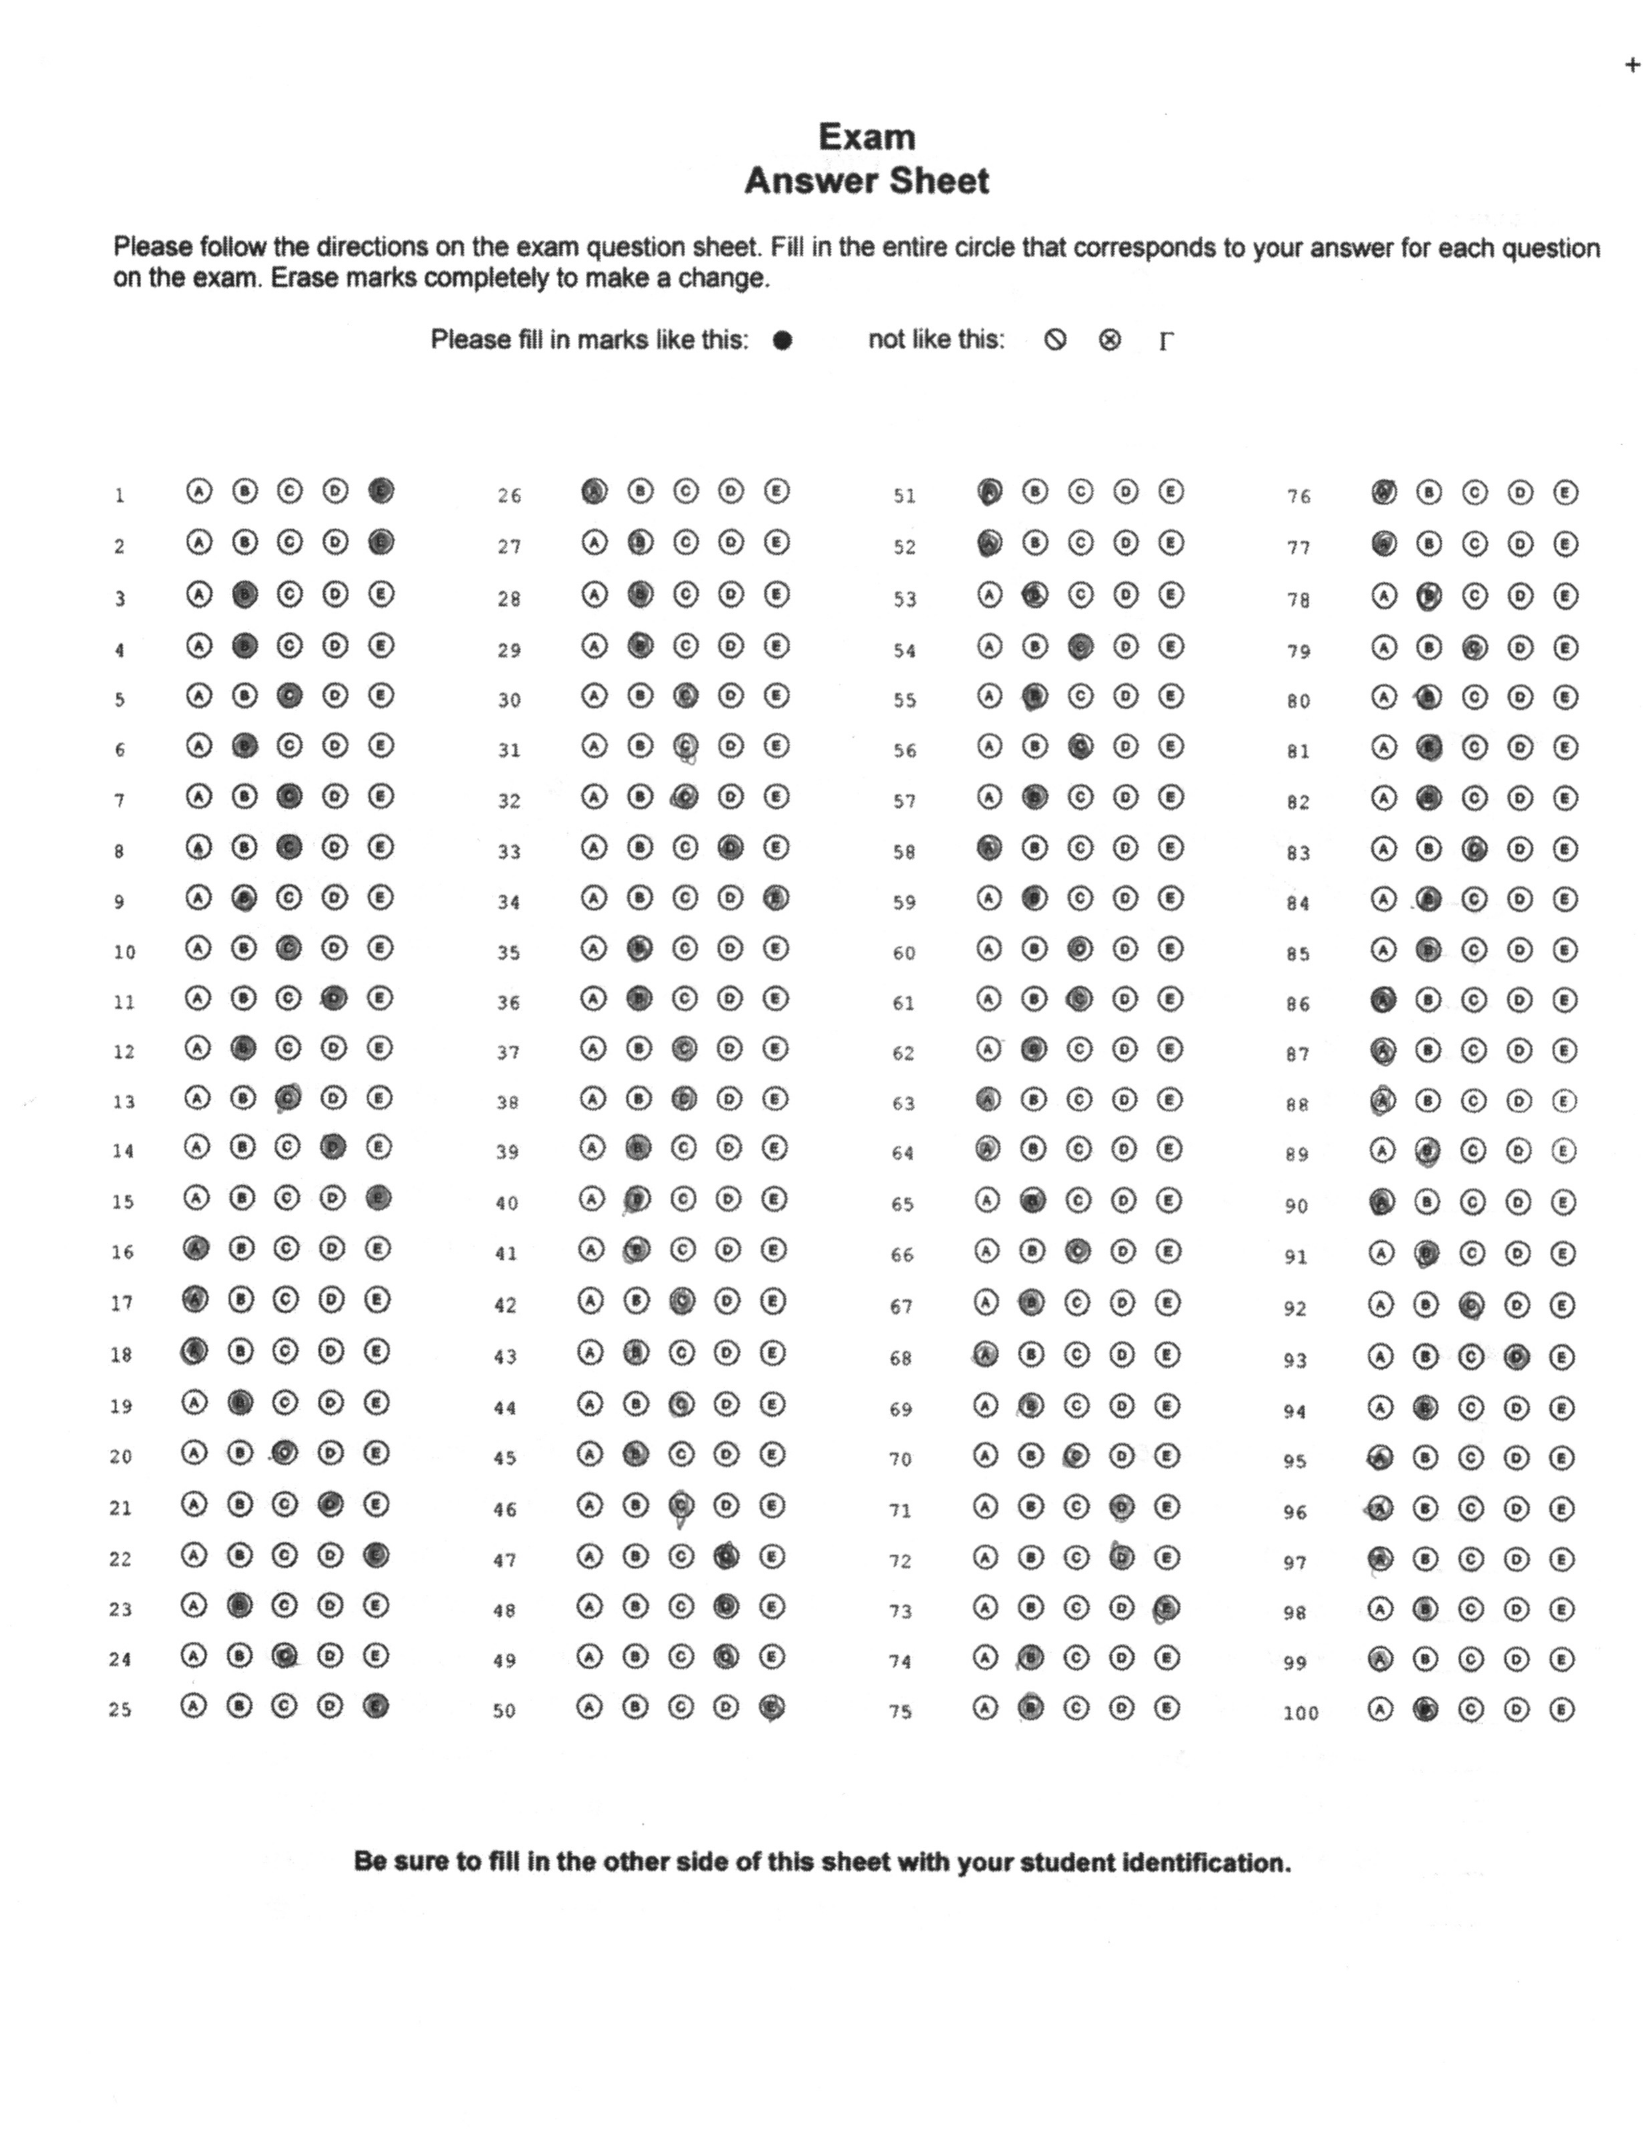 +
Exam
Answer Sheet
Please follow the directions on the exam question sheet. Fill in the entire circle that corresponds to your answer for each question
on the exam. Erase marks completely to make a change.
Please fill in marks like this: not like this:
1 A B C D E 26 A B C D E 51 A B C D E 76 A B C D E
2 A B C D E 27 A B C D E 52 A B C D E 77 A B C D E
3 A B C D E 28 A B C D E 53 A B C D E 78 A B C D E
4 A B C D E 29 A B C D E 54 A B C D E 79 A B C D E
5 A B C D E 30 A B C D E 55 A B C D E 80 A B C D E
6 A B C D E 31 A B C D E 56 A B C D E 81 A B C D E
7 A B C D E 32 A B C D E 57 A B C D E 82 A B C D E
8 A B C D E 33 A B C D E 58 A B C D E 83 A B C D E
9 A B C D E 34 A B C D E 59 A B C D E 84 A B C D E
10 A B C D E 35 A B C D E 60 A B C D E 85 A B C D E
11 A B C D E 36 A B C D E 61 A B C D E 86 A B C D E
12 A B C D E 37 A B C D E 62 A B C D E 87 A B C D E
13 A B C D E 38 A B C D E 63 A B C D E 88 A B C D E
14 A B C D E 39 A B C D E 64 A B C D E 89 A B C D E
15 A B C D E 40 A B C D E 65 A B C D E 90 A B C D E
16 A B C D E 41 A B C D E 66 A B C D E 91 A B C D E
17 A B C D E 42 A B C D E 67 A B C D E 92 A B C D E
18 A B C D E 43 A B C D E 68 A B C D E 93 A B C D E
19 A B C D E 44 A B C D E 69 A B C D E 94 A B C D E
20 A B C D E 45 A B C D E 70 A B C D E 95 A B C D E
21 A B C D E 46 A B C D E 71 A B C D E 96 A B C D E
22 A B C D E 47 A B C D E 72 A B C D E 97 A B C D E
23 A B C D E 48 A B C D E 73 A B C D E 98 A B C D E
24 A B C D E 49 A B C D E 74 A B C D E 99 A B C D E
25 A B C D E 50 A B C D E 75 A B C D E 100 A B C D E
Be sure to fill in the other side of this sheet with your student identification.